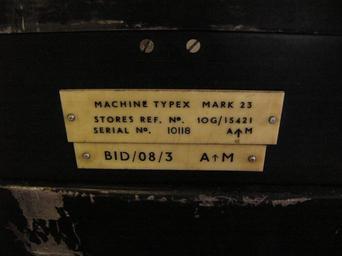 MACHINE TYPEX MARK 23
STORES REF. No. 10G/15421
SERIAL No. 10118 A↑M
BID/08/3 A↑M